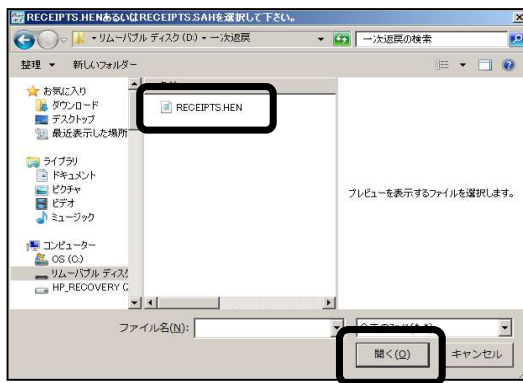 RECEIPTS.HENあるいはRECEIPTS.SAHを選択して下さい。
リムーバブル ディスク (D:) 一次返戻
一次返戻の検索
整理 新しいフォルダー
お気に入り
ダウンロード
デスクトップ
最近表示した場所
RECEIPTS.HEN
ライブラリ
ドキュメント
ピクチャ
ビデオ
ミュージック
プレビューを表示するファイルを選択します。
コンピューター
OS (C:)
リムーバブル ディスク
HP_RECOVERY (
ファイル名(N):
開く(O) キャンセル